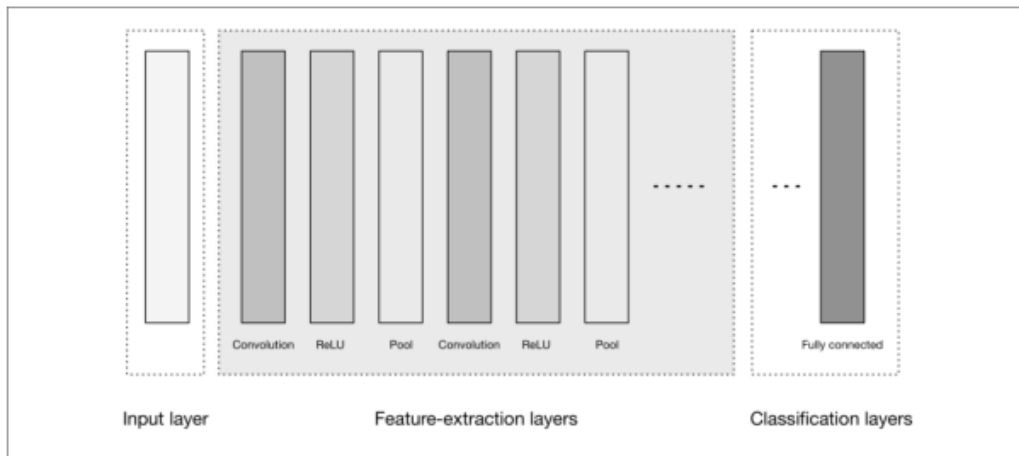 Convolution ReLU Pool Convolution ReLU Pool Fully connected
Input layer Feature-extraction layers Classification layers